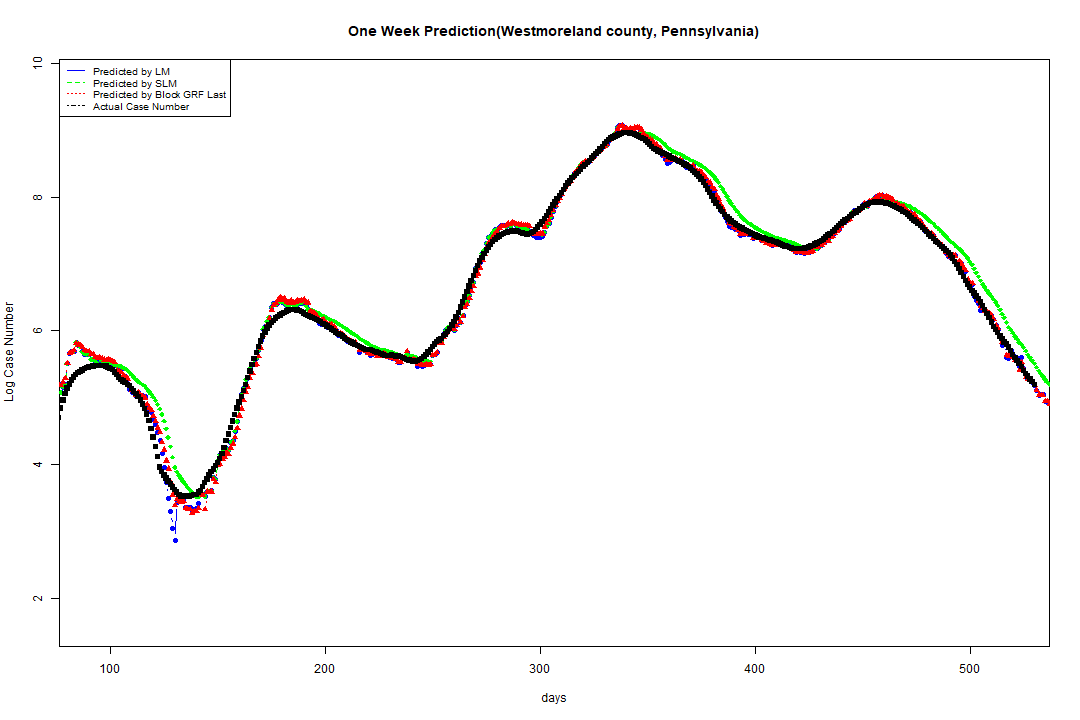 One Week Prediction(Westmoreland county, Pennsylvania)
Predicted by LM
Predicted by SLM
Predicted by Block GRF Last
Actual Case Number
10
8
6
4
2
Log Case Number
100 200 300 400 500
days